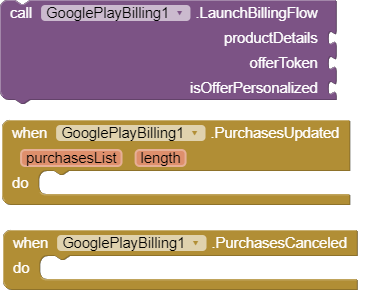 call GooglePlayBilling1 .LaunchBillingFlow
productDetails
offerToken
isOfferPersonalized
when GooglePlayBilling1 .PurchasesUpdated
purchasesList length
do
when GooglePlayBilling1 .PurchasesCanceled
do